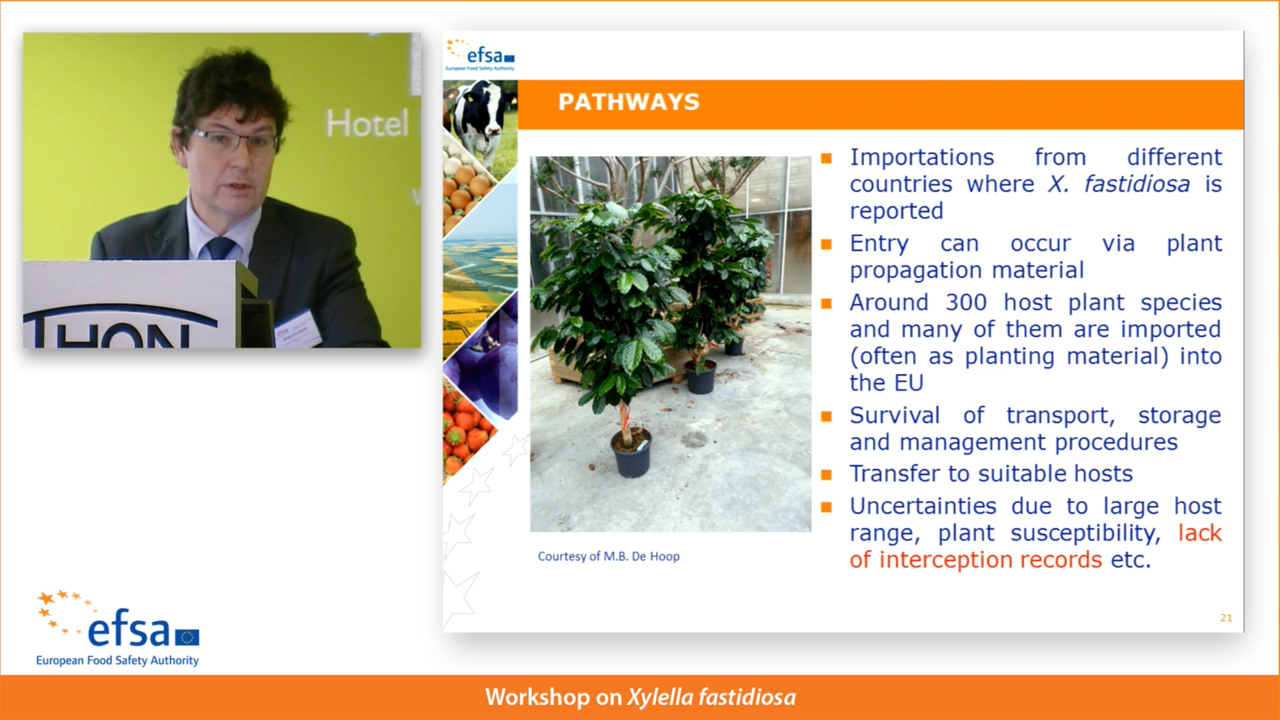 Hotel
THON
efsa
European Food Safety Authority
PATHWAYS
Importations from different
countries where X. fastidiosa is
reported
Entry can occur via plant
propagation material
Around 300 host plant species
and many of them are imported
(often as planting material) into
the EU
Survival of transport, storage
and management procedures
Transfer to suitable hosts
Uncertainties due to large host
range, plant susceptibility, lack
of interception records etc.
Courtesy of M.B. De Hoop
21
efsa
European Food Safety Authority
Workshop on Xylella fastidiosa